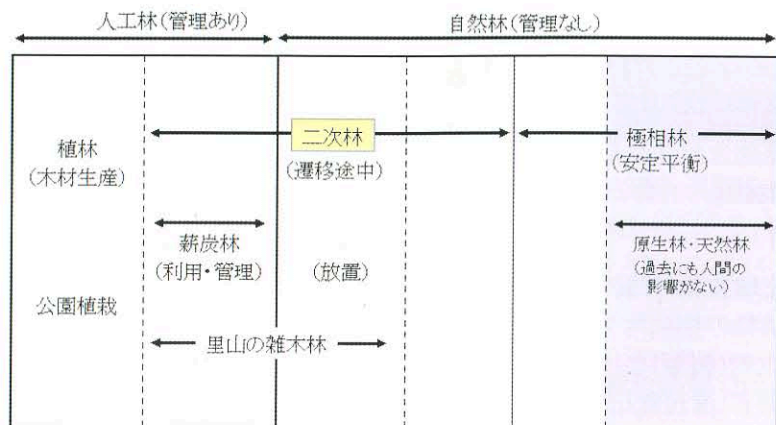 人工林(管理あり)
自然林(管理なし)
植林
(木材生産)
二次林
(遷移途中)
極相林
(安定平衡)
薪炭林
(利用・管理)
(放置)
原生林・天然林
(過去にも人間の
影響がない)
公園植栽
里山の雑木林